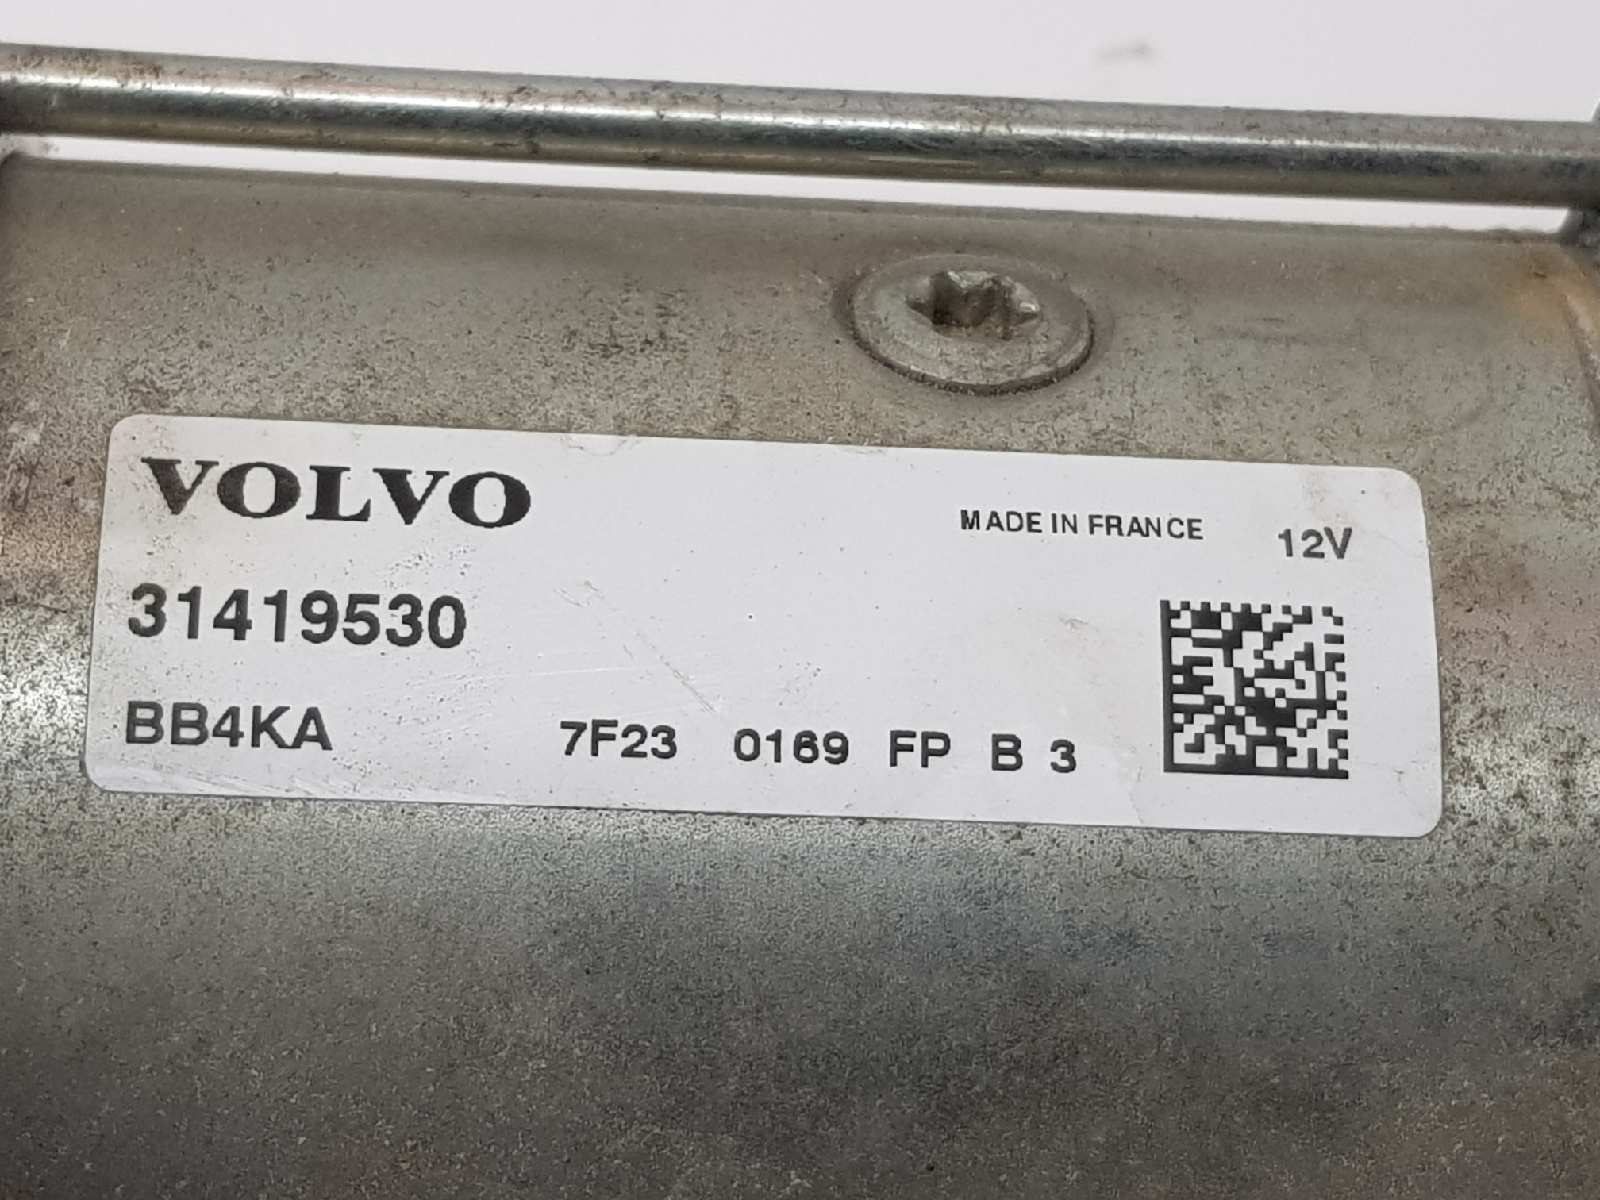 VOLVO
MADE IN FRANCE 12V
31419530
BB4KA 7F23 0169 FP B 3